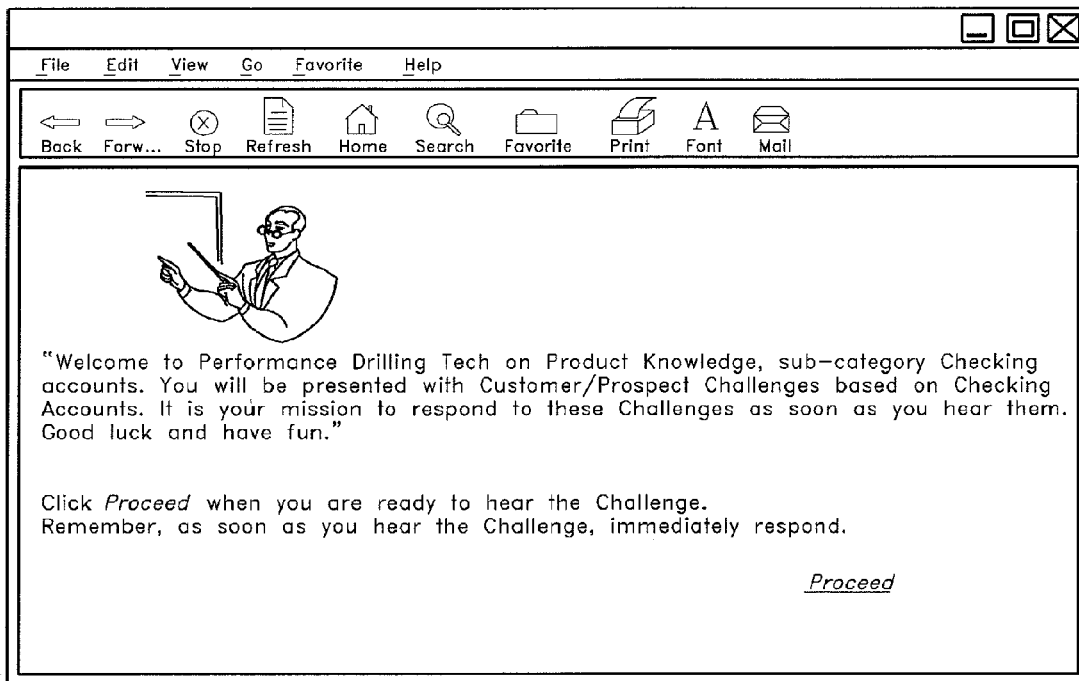 File Edit View Go Favorite Help
Back Forw... Stop Refresh Home Search Favorite Print Font Mail
"Welcome to Performance Drilling Tech on Product Knowledge, sub-category Checking
accounts. You will be presented with Customer/Prospect Challenges based on Checking
Accounts. It is your mission to respond to these Challenges as soon as you hear them.
Good luck and have fun."
Click Proceed when you are ready to hear the Challenge.
Remember, as soon as you hear the Challenge, immediately respond.
Proceed